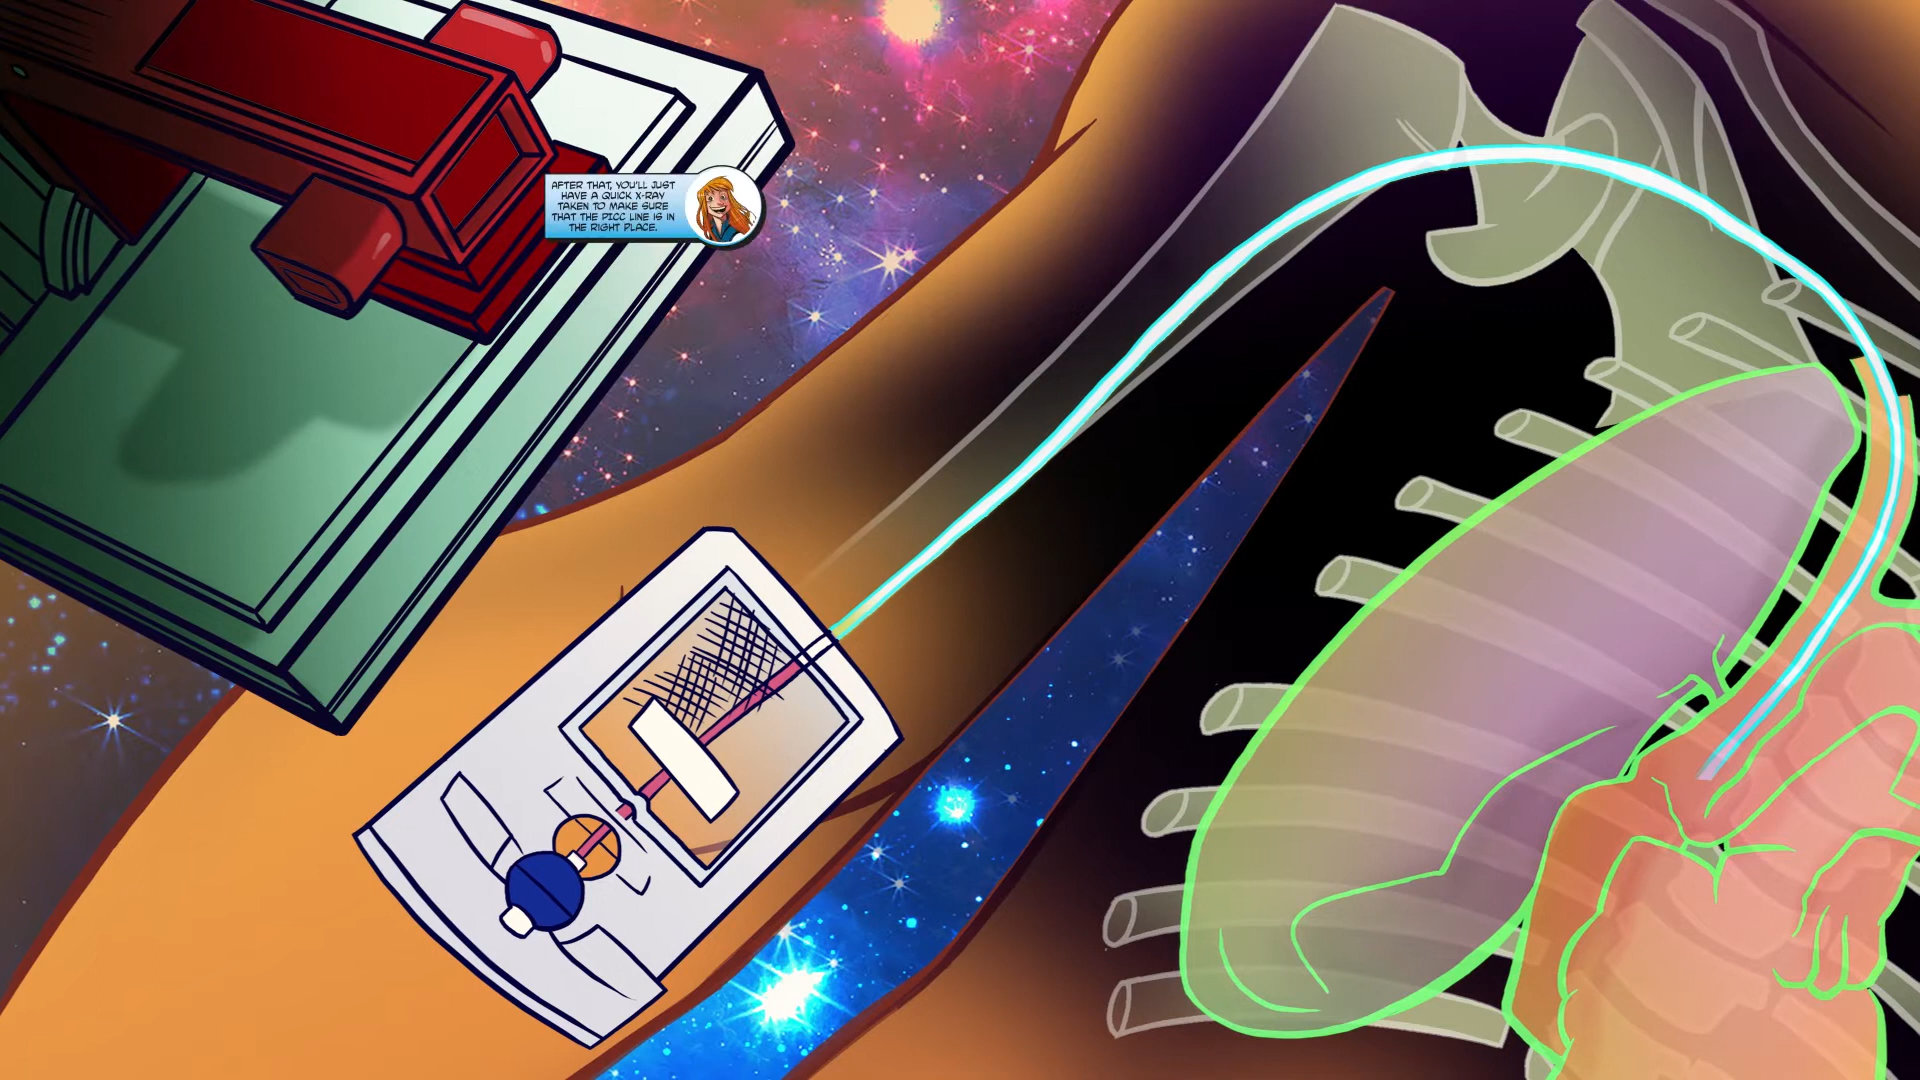 AFTER THAT, YOU'LL JUST
HAVE A QUICK X-RAY
TAKEN TO MAKE SURE
THAT THE PICC LINE IS IN
THE RIGHT PLACE.